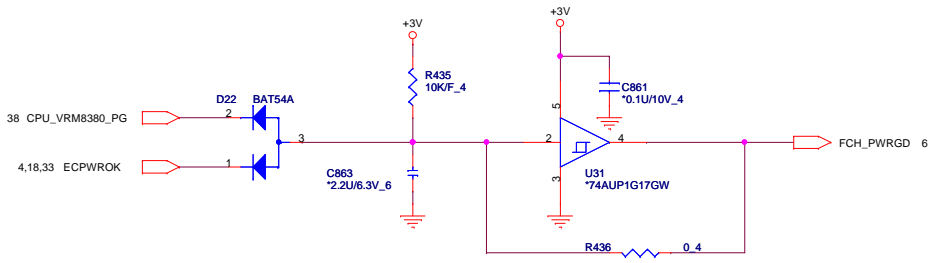 +3V
+3V
R435
10K/F_4
C861
*0.1U/10V_4
D22 BAT54A
5
38 CPU_VRM8380_PG
2
3
2
4
FCH_PWRGD 6
4,18,33 ECPWROK
1
C863
*2.2U/6.3V_6
3
U31
*74AUP1G17GW
R436
0_4